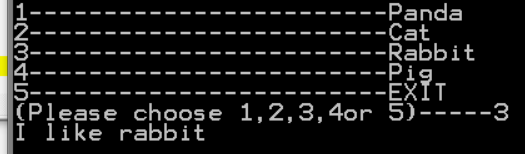 1------------------------Panda
2------------------------Cat
3------------------------Rabbit
4------------------------Pig
5------------------------EXIT
(Please choose 1,2,3,4or 5)-----3
I like rabbit